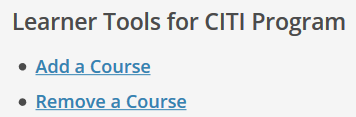 Learner Tools for CITI Program
Add a Course
Remove a Course